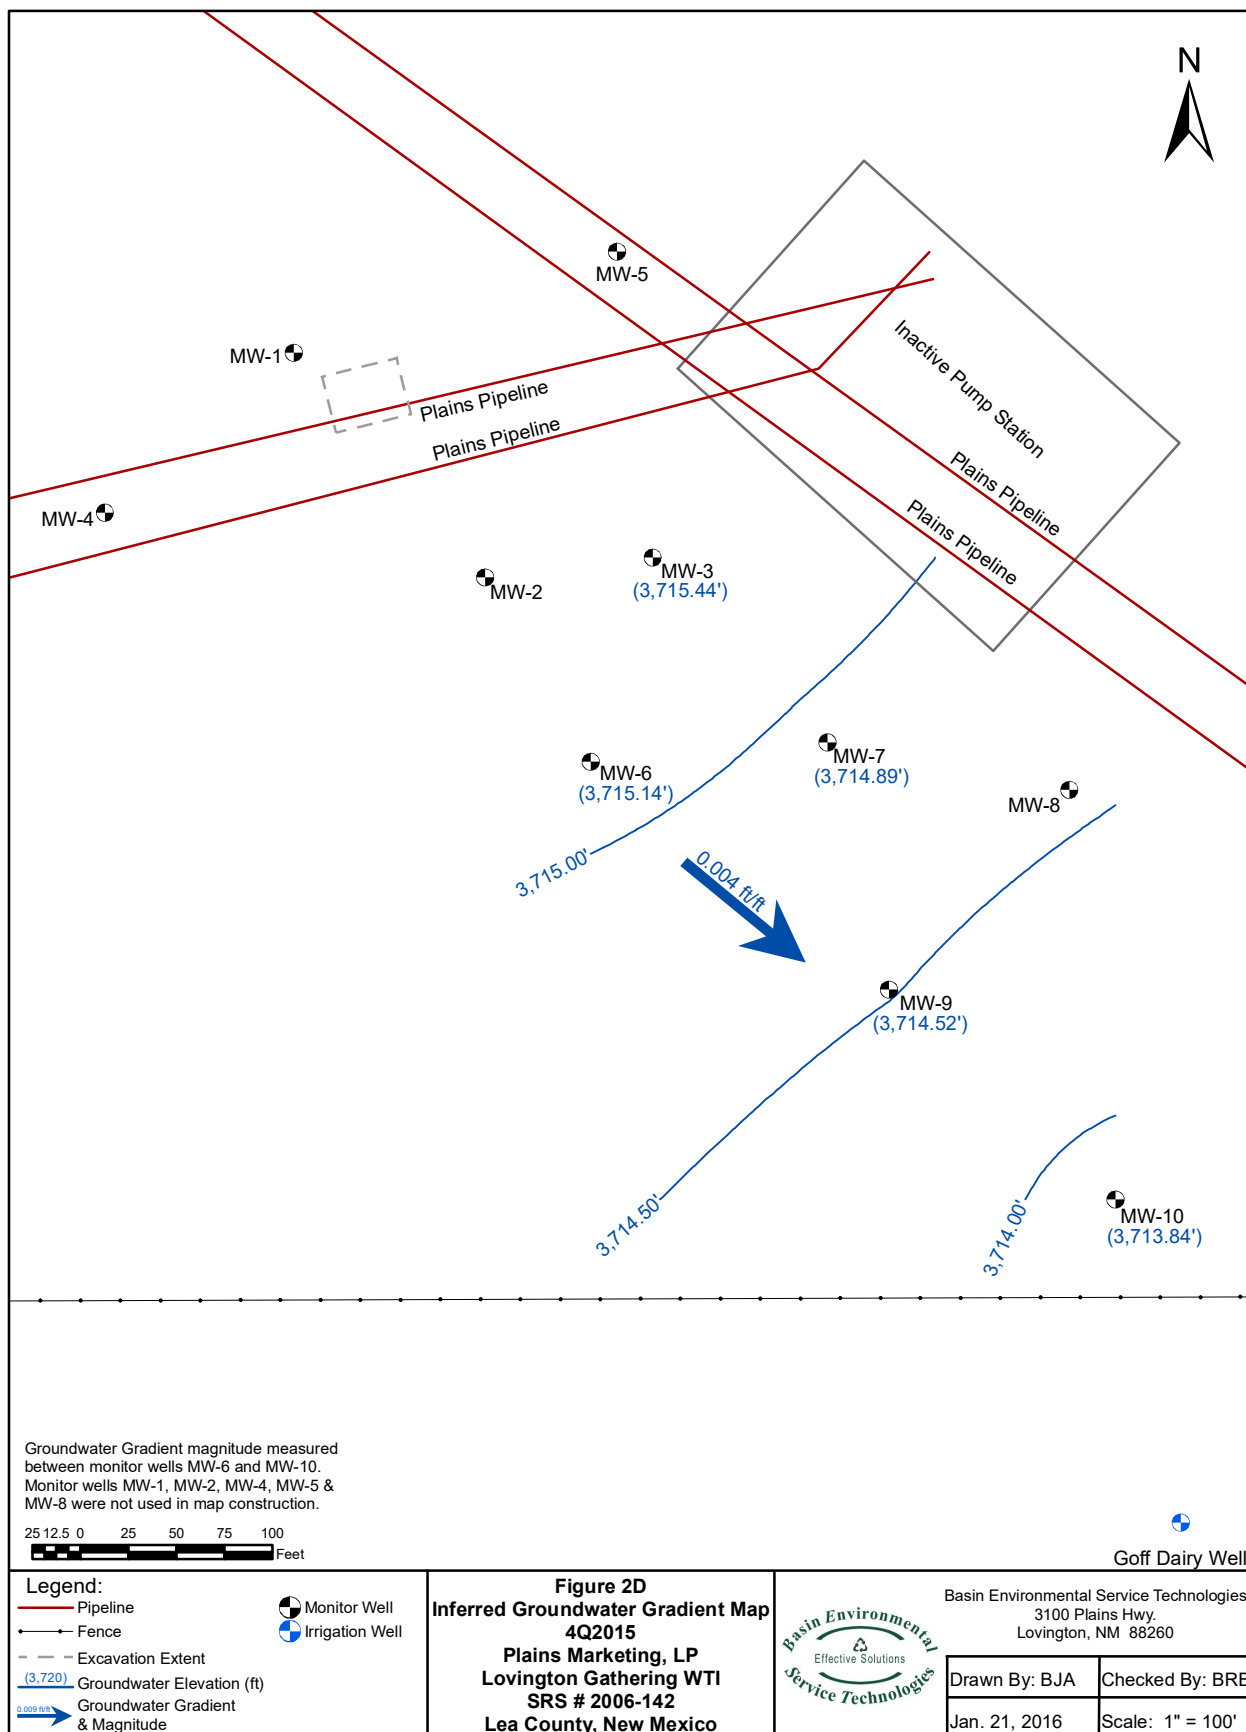 N
MW-5
MW-1
Inactive Pump Station
Plains Pipeline
Plains Pipeline
Plains Pipeline
Plains Pipeline
MW-4
MW-3
(3,715.44')
MW-2
MW-7
(3,714.89')
MW-6
(3,715.14')
MW-8
3,715.00'
0.004 ft/ft
MW-9
(3,714.52')
3,714.50'
3,714.00'
MW-10
(3,713.84')
Groundwater Gradient magnitude measured
between monitor wells MW-6 and MW-10.
Monitor wells MW-1, MW-2, MW-4, MW-5 &
MW-8 were not used in map construction.
25 12.5 0 25 50 75 100
Feet
Goff Dairy Well
Legend:
Pipeline
Monitor Well
Fence
Irrigation Well
Excavation Extent
(3,720) Groundwater Elevation (ft)
0.009 ft/ft Groundwater Gradient
& Magnitude
Figure 2D
Inferred Groundwater Gradient Map
4Q2015
Plains Marketing, LP
Lovington Gathering WTI
SRS # 2006-142
Lea County, New Mexico
Basin Environmental
Effective Solutions
Service Technologies
Basin Environmental Service Technologies
3100 Plains Hwy.
Lovington, NM 88260
Drawn By: BJA
Checked By: BRB
Jan. 21, 2016
Scale: 1" = 100'